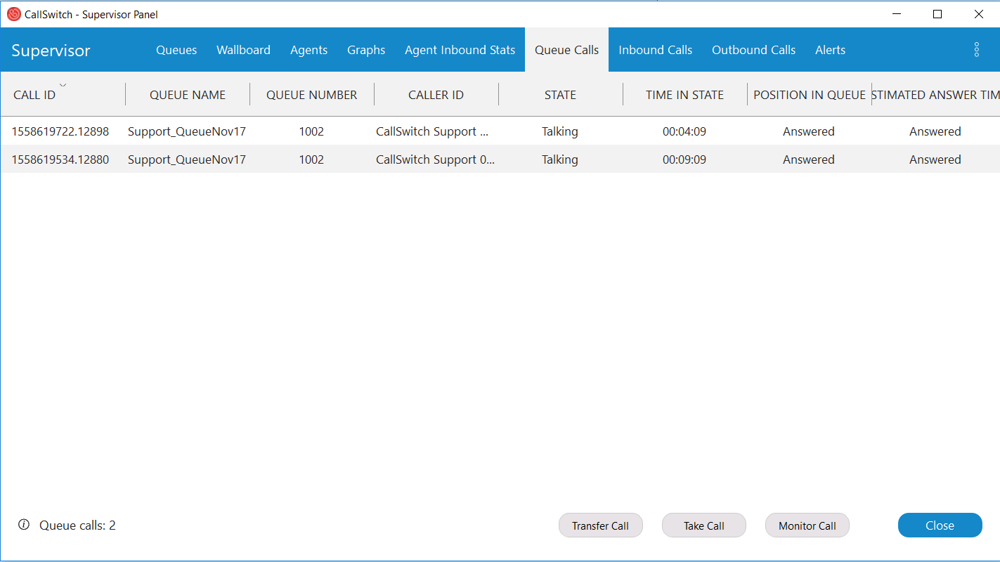 CallSwitch - Supervisor Panel
Supervisor Queues Wallboard Agents Graphs Agent Inbound Stats Queue Calls Inbound Calls Outbound Calls Alerts
CALL ID QUEUE NAME QUEUE NUMBER CALLER ID STATE TIME IN STATE POSITION IN QUEUE STIMATED ANSWER TIM
1558619722.12898 Support_QueueNov17 1002 CallSwitch Support ... Talking 00:04:09 Answered Answered
1558619534.12880 Support_QueueNov17 1002 CallSwitch Support 0... Talking 00:09:09 Answered Answered
Queue calls: 2 Transfer Call Take Call Monitor Call Close